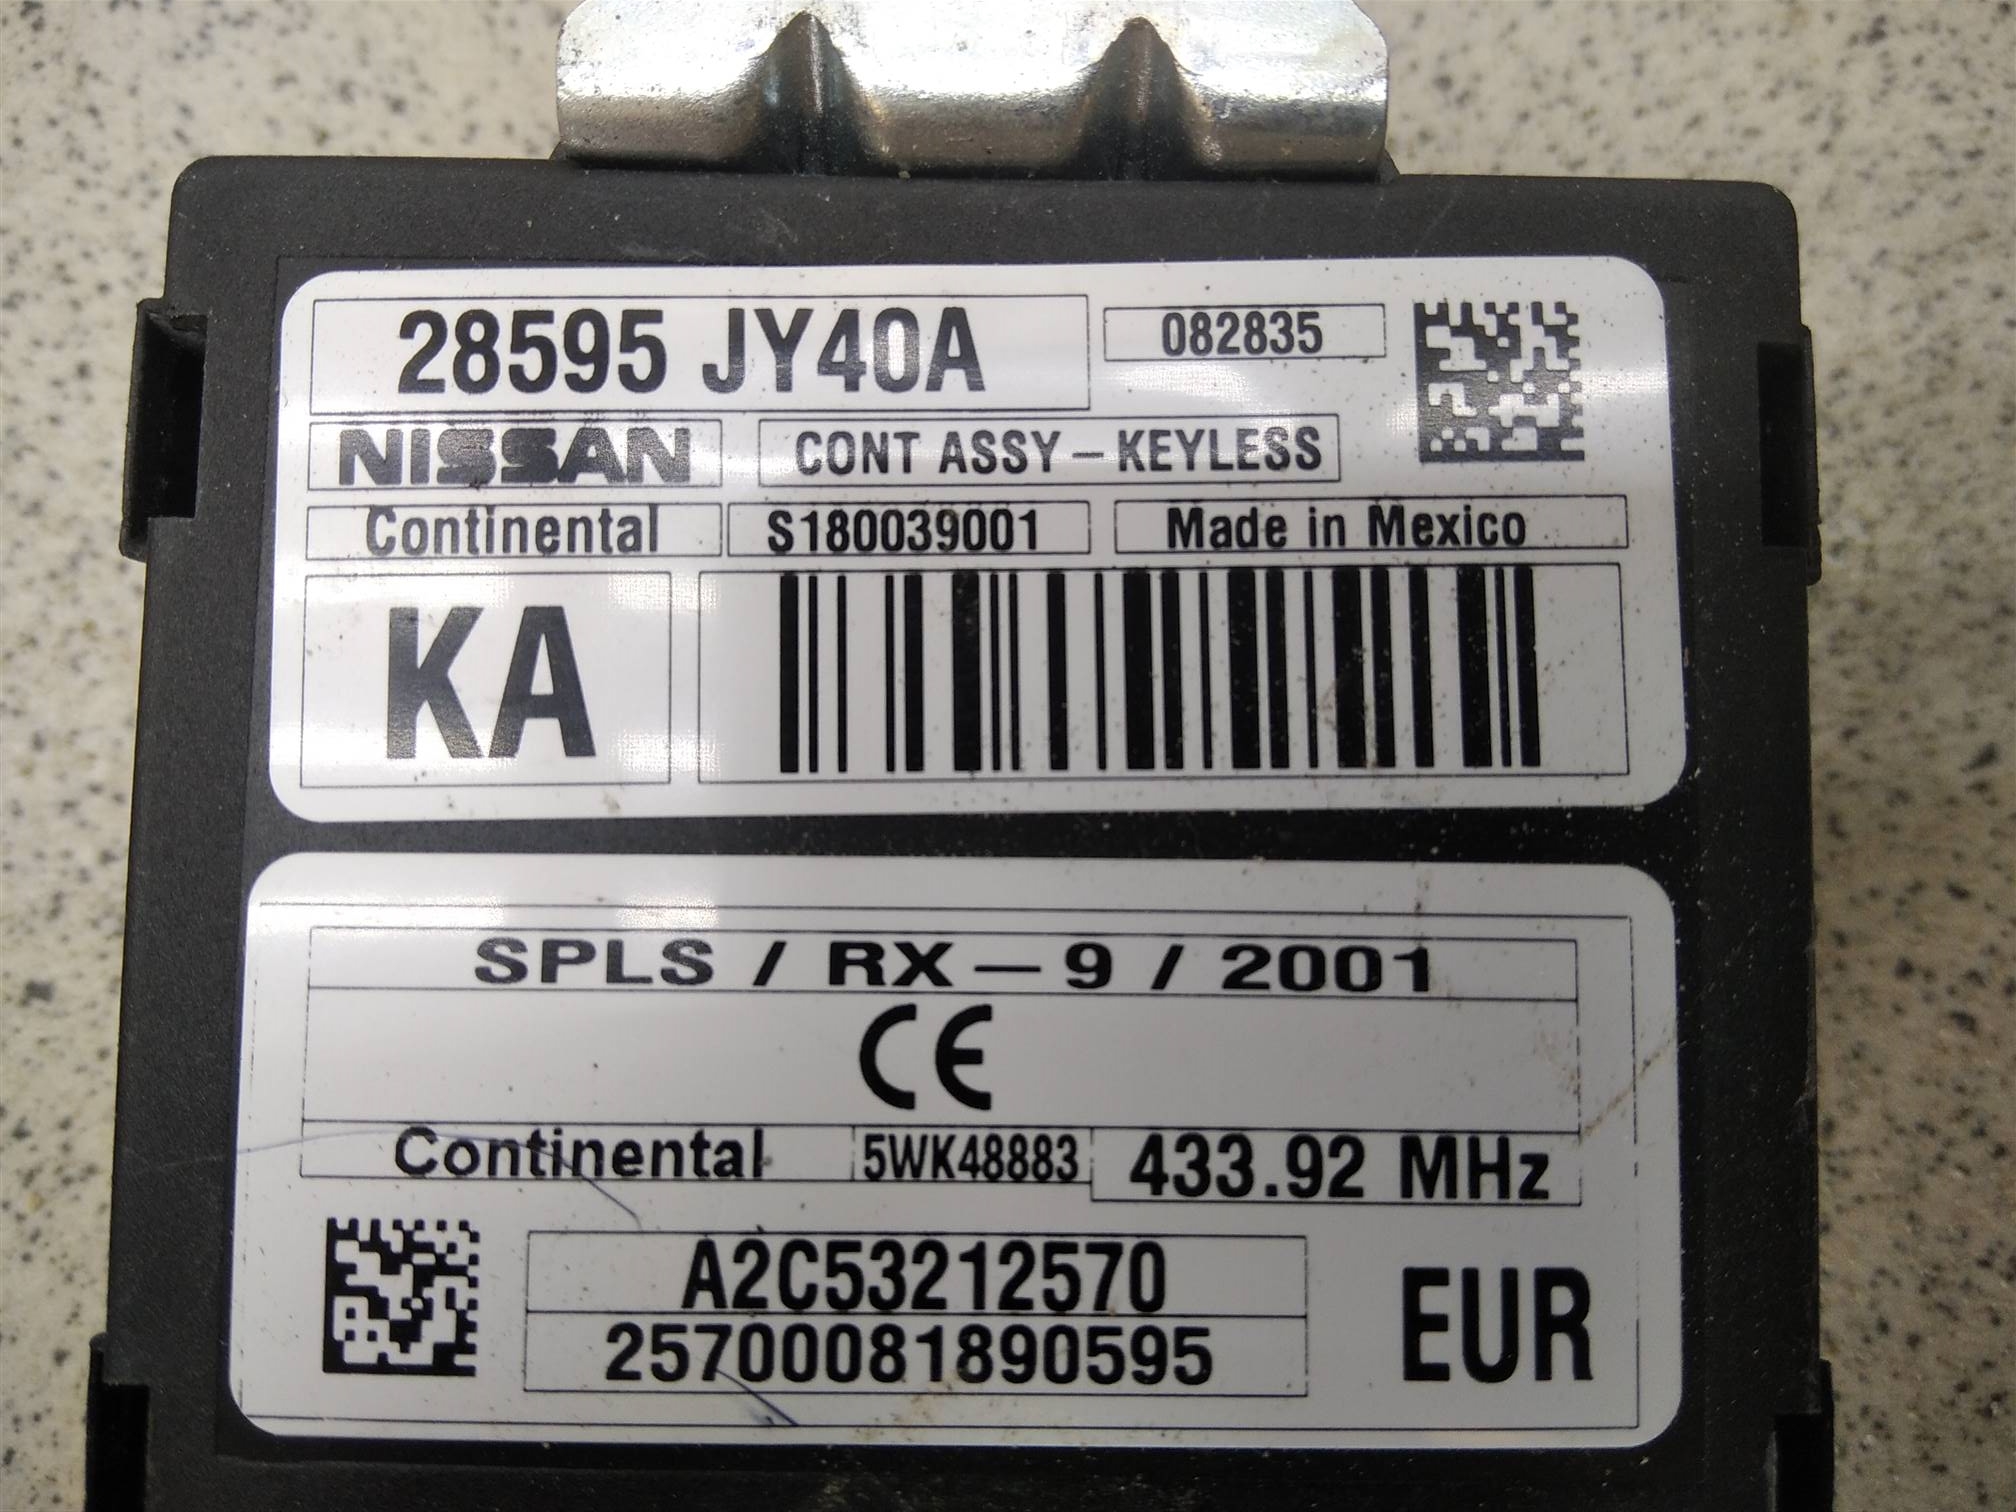 28595 JY40A 082835
NISSAN CONT ASSY-KEYLESS
Continental S180039001 Made in Mexico
KA
SPLS / RX-9 / 2001
CE
Continental 5WK48883 433.92 MHz
A2C53212570
25700081890595
EUR